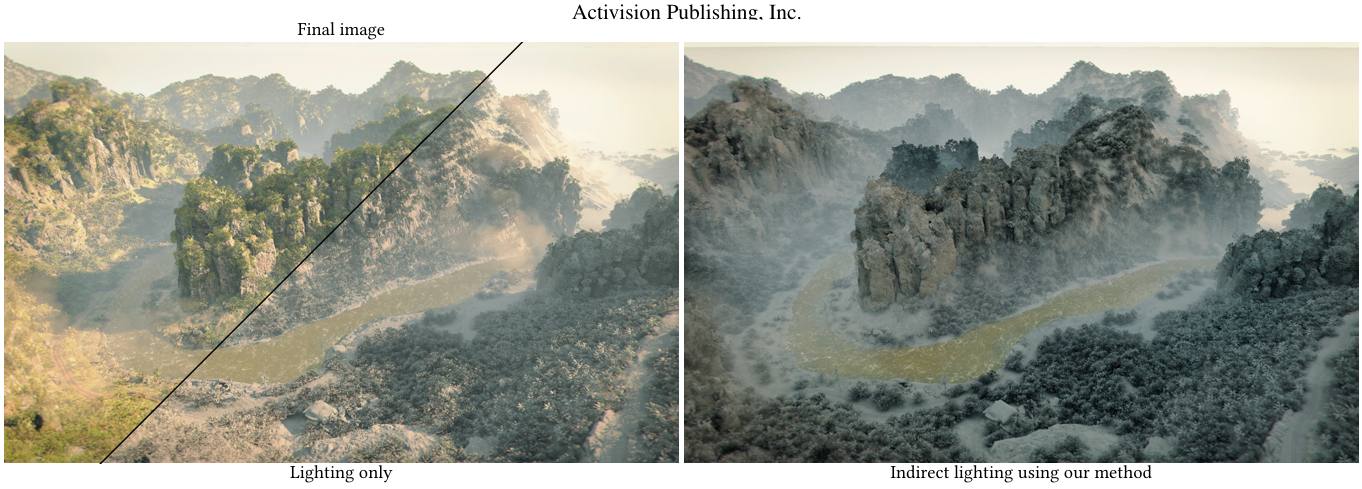 Activision Publishing, Inc.
Final image
Lighting only
Indirect lighting using our method